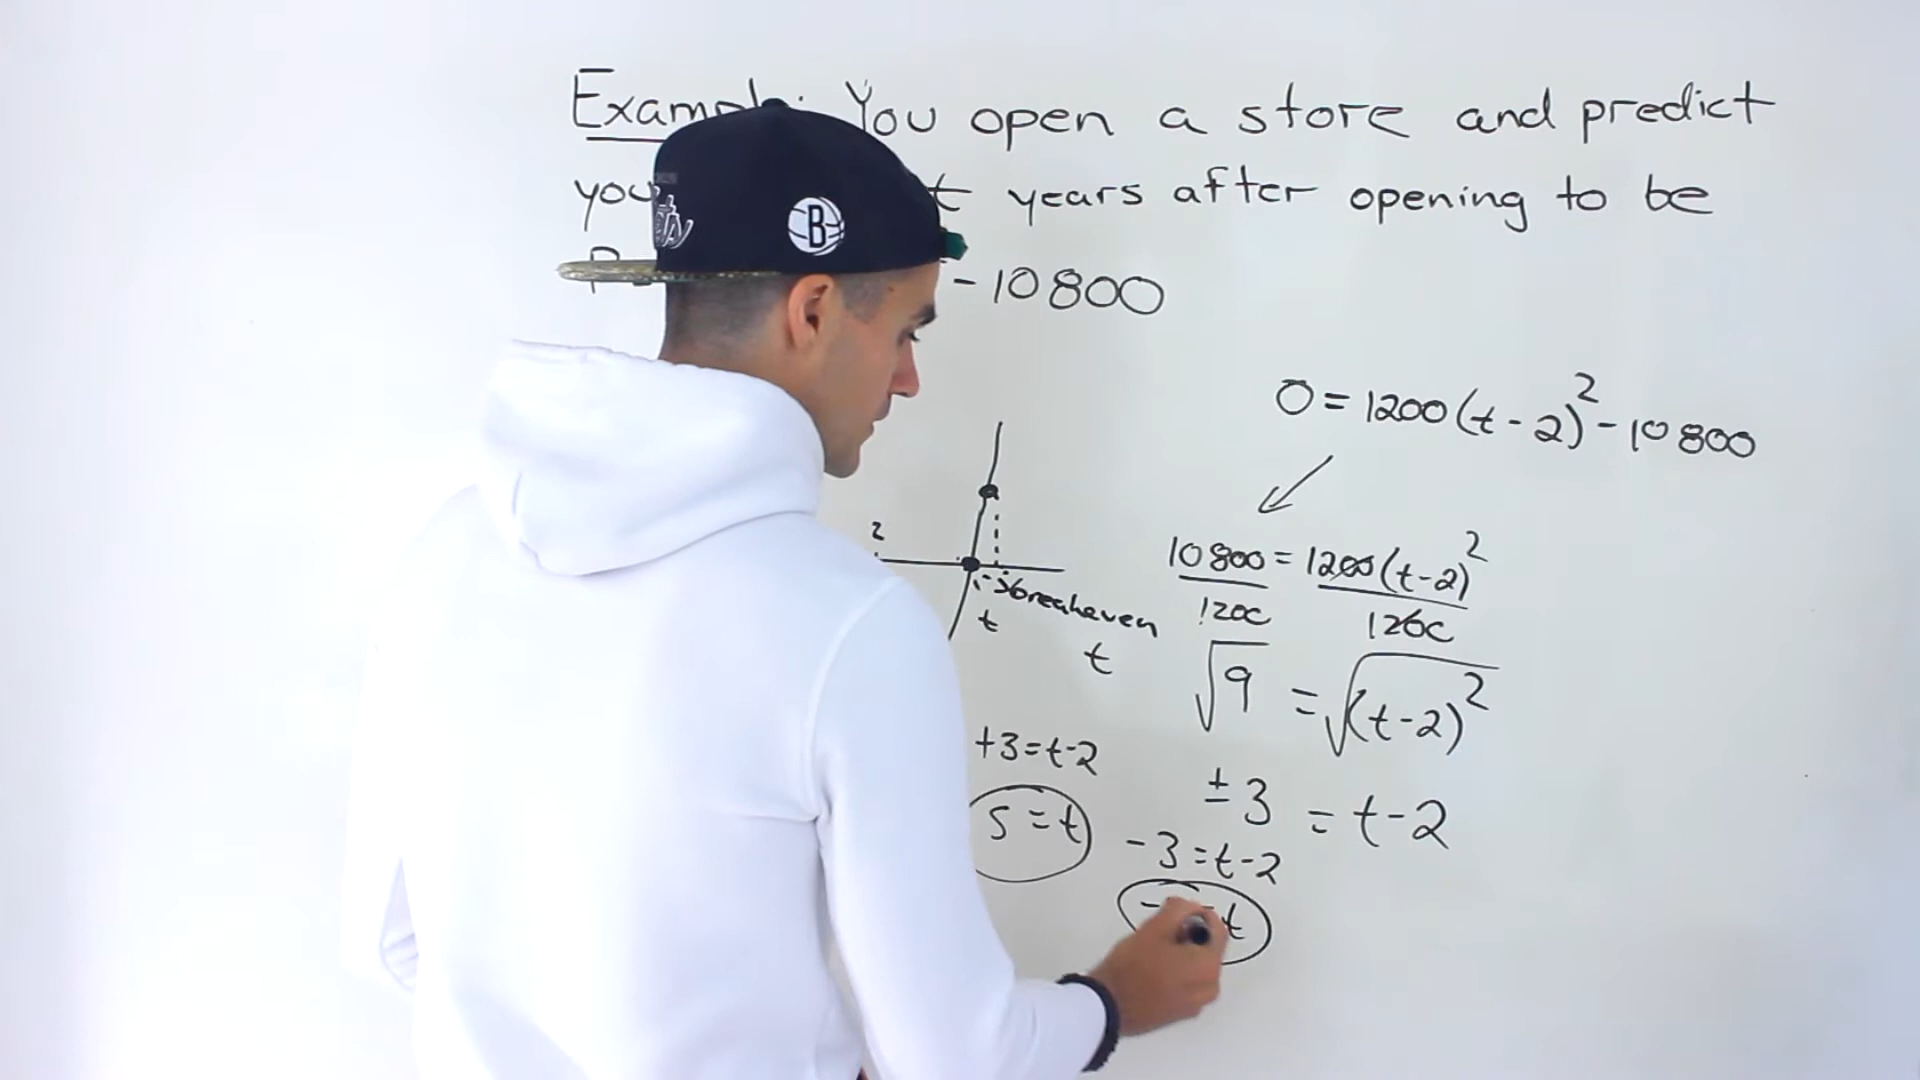 Example: You open a store and predict
you t years after opening to be
P -10800
0=1200(t-2)²-10800
2
10800=1200(t-2)²
1200 1200
breakeven
t
t
√9 =√(t-2)²
+3=t-2
±3 =t-2
5=t
-3=t-2
B